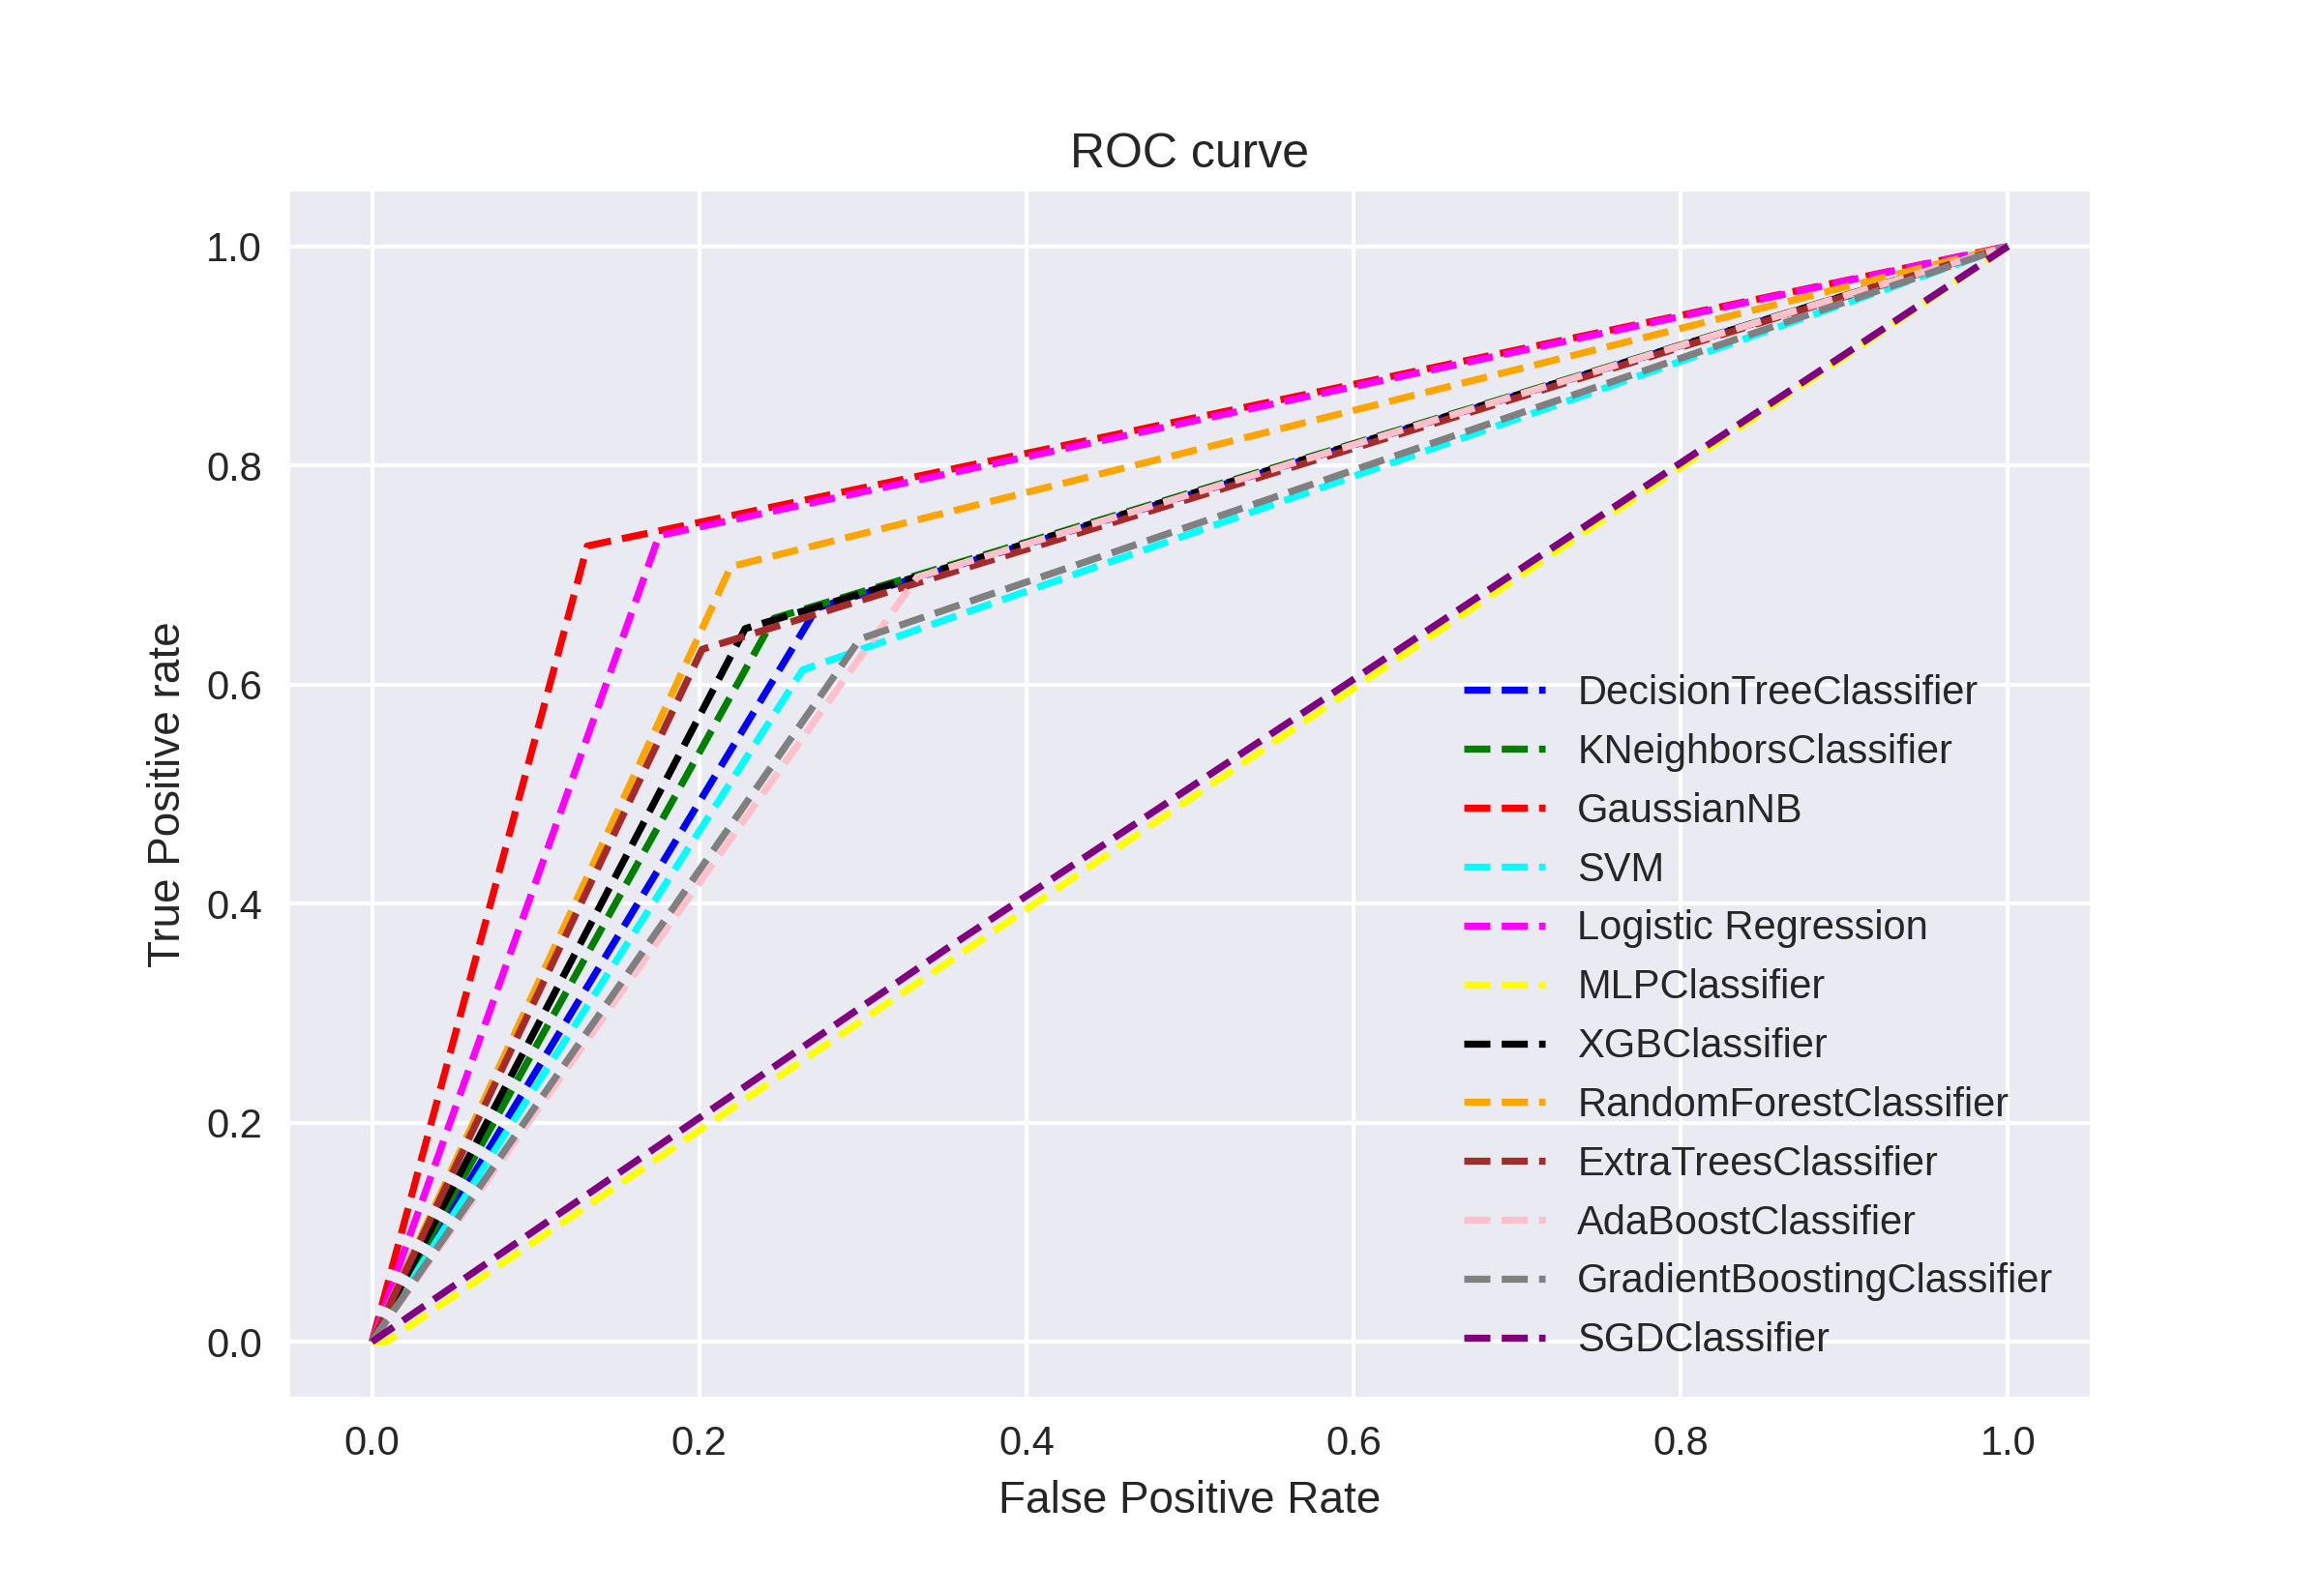 ROC curve
1.0
0.8
0.6
0.4
0.2
0.0
True Positive rate
DecisionTreeClassifier
KNeighborsClassifier
GaussianNB
SVM
Logistic Regression
MLPClassifier
XGBClassifier
RandomForestClassifier
ExtraTreesClassifier
AdaBoostClassifier
GradientBoostingClassifier
SGDClassifier
0.0 0.2 0.4 0.6 0.8 1.0
False Positive Rate